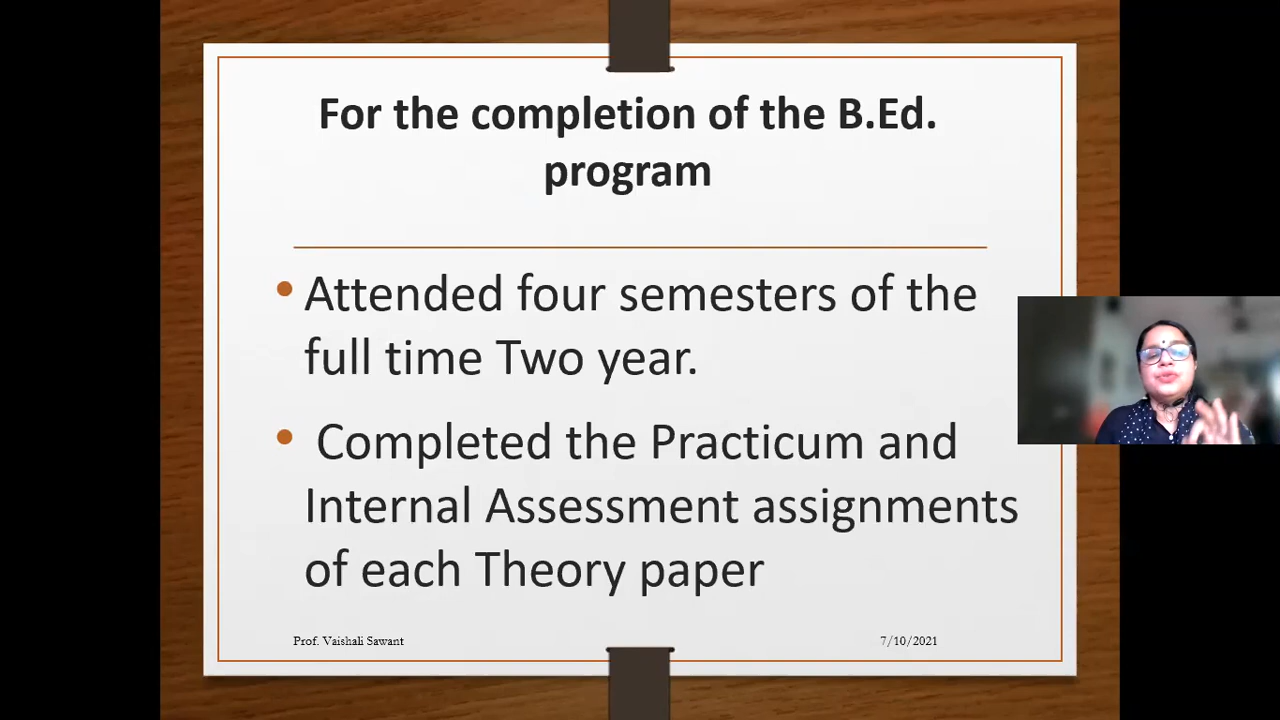 For the completion of the B.Ed.
program
• Attended four semesters of the
full time Two year.
• Completed the Practicum and
Internal Assessment assignments
of each Theory paper
Prof. Vaishali Sawant
7/10/2021